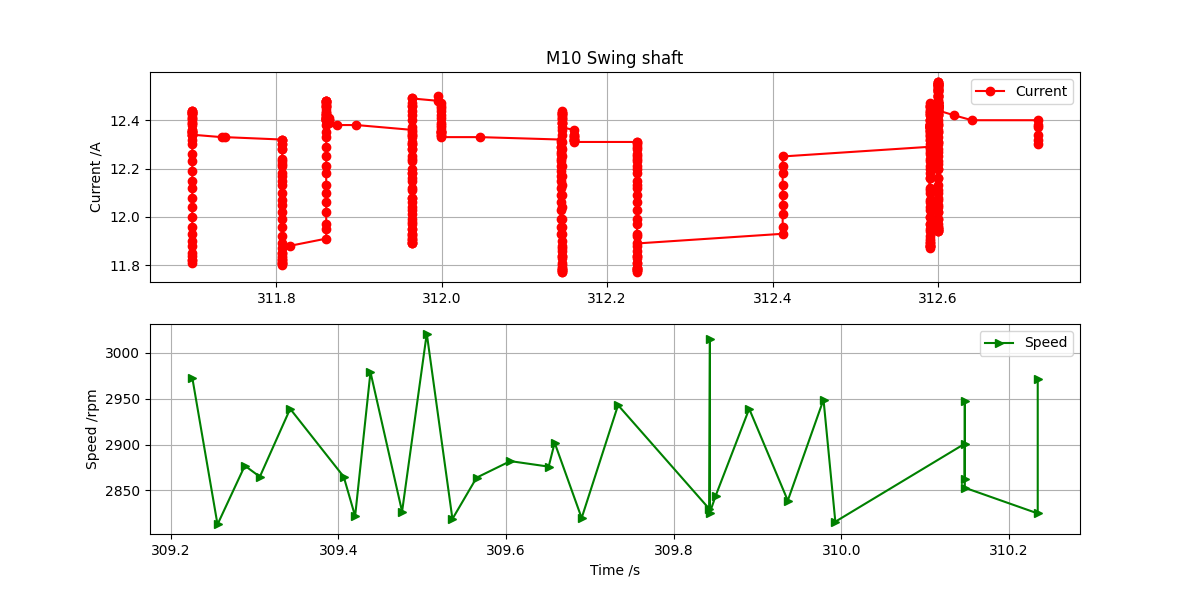 M10 Swing shaft
Current /A
12.4
12.2
12.0
11.8
Current
311.8 312.0 312.2 312.4 312.6
Speed /rpm
3000
2950
2900
2850
Speed
309.2 309.4 309.6 309.8 310.0 310.2
Time /s